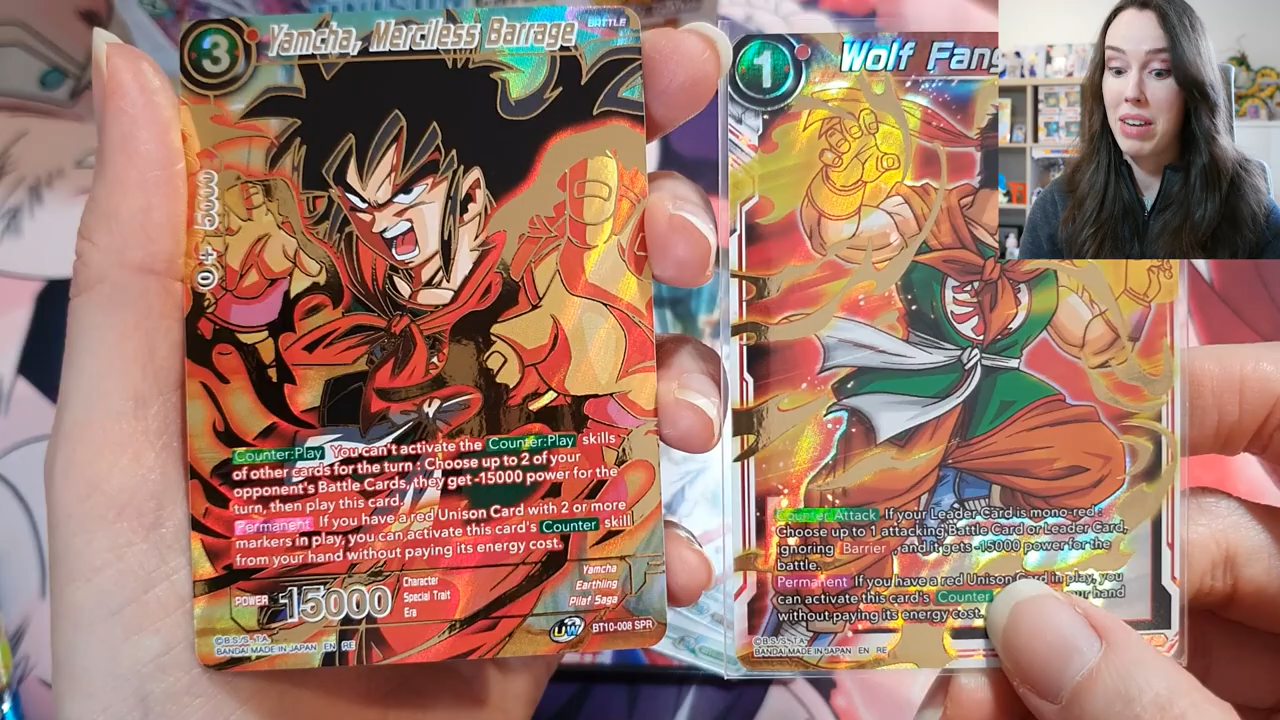 3
Yamcha, Merciless Barrage
BATTLE
0 + 5000
Counter:Play You can't activate the Counter:Play skills
of other cards for the turn : Choose up to 2 of your
opponent's Battle Cards, they get -15000 power for the
turn, then play this card.
Permanent If you have a red Unison Card with 2 or more
markers in play, you can activate this card's Counter skill
from your hand without paying its energy cost.
POWER 15000
Character
Special Trait
Era
Yamcha
Earthling
Pilaf Saga
UW
BT10-008 SPR
©B.S./S.,T.A.
BANDAI MADE IN JAPAN EN RE
1
Wolf Fang
Counter:Attack If your Leader Card is mono-red :
Choose up to 1 attacking Battle Card or Leader Card,
ignoring Barrier, and it gets -15000 power for the
battle.
Permanent If you have a red Unison Card in play, you
can activate this card's Counter
hand
without paying its energy cost.
©B.S./S.,T.A.
BANDAI MADE IN JAPAN EN RE